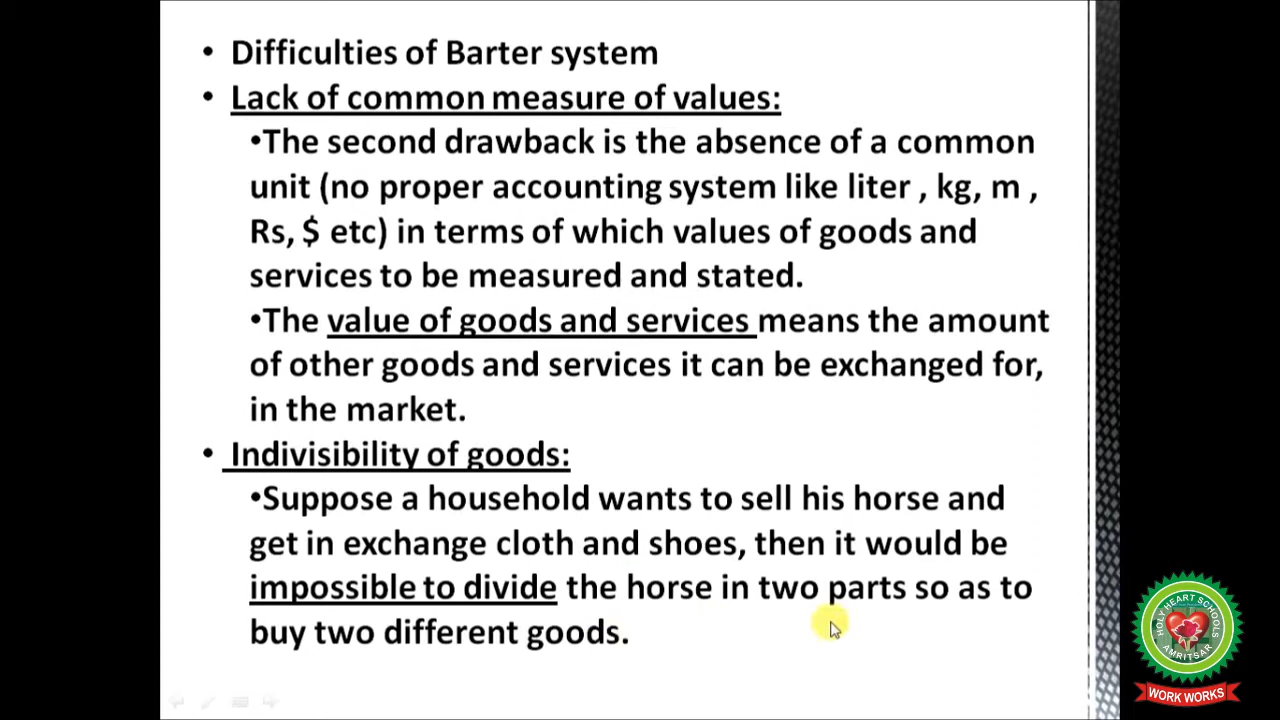 • Difficulties of Barter system
• Lack of common measure of values:
•The second drawback is the absence of a common
unit (no proper accounting system like liter , kg, m ,
Rs, $ etc) in terms of which values of goods and
services to be measured and stated.
•The value of goods and services means the amount
of other goods and services it can be exchanged for,
in the market.
• Indivisibility of goods:
•Suppose a household wants to sell his horse and
get in exchange cloth and shoes, then it would be
impossible to divide the horse in two parts so as to
buy two different goods.
HOLY HEART SCHOOLS
AMRITSAR
WORK WORKS